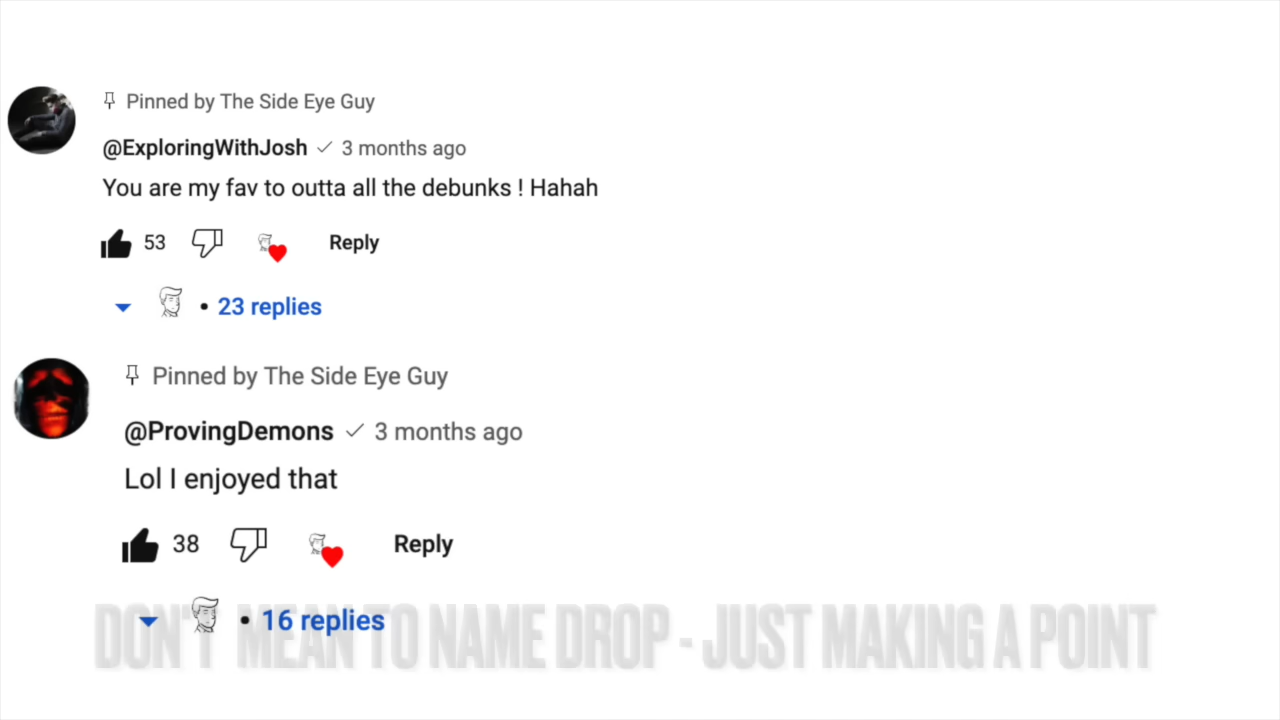 Pinned by The Side Eye Guy
@ExploringWithJosh 3 months ago
You are my fav to outta all the debunks ! Hahah
53 Reply
• 23 replies
Pinned by The Side Eye Guy
@ProvingDemons 3 months ago
Lol I enjoyed that
38 Reply
• 16 replies
DON'T MEAN TO NAME DROP - JUST MAKING A POINT